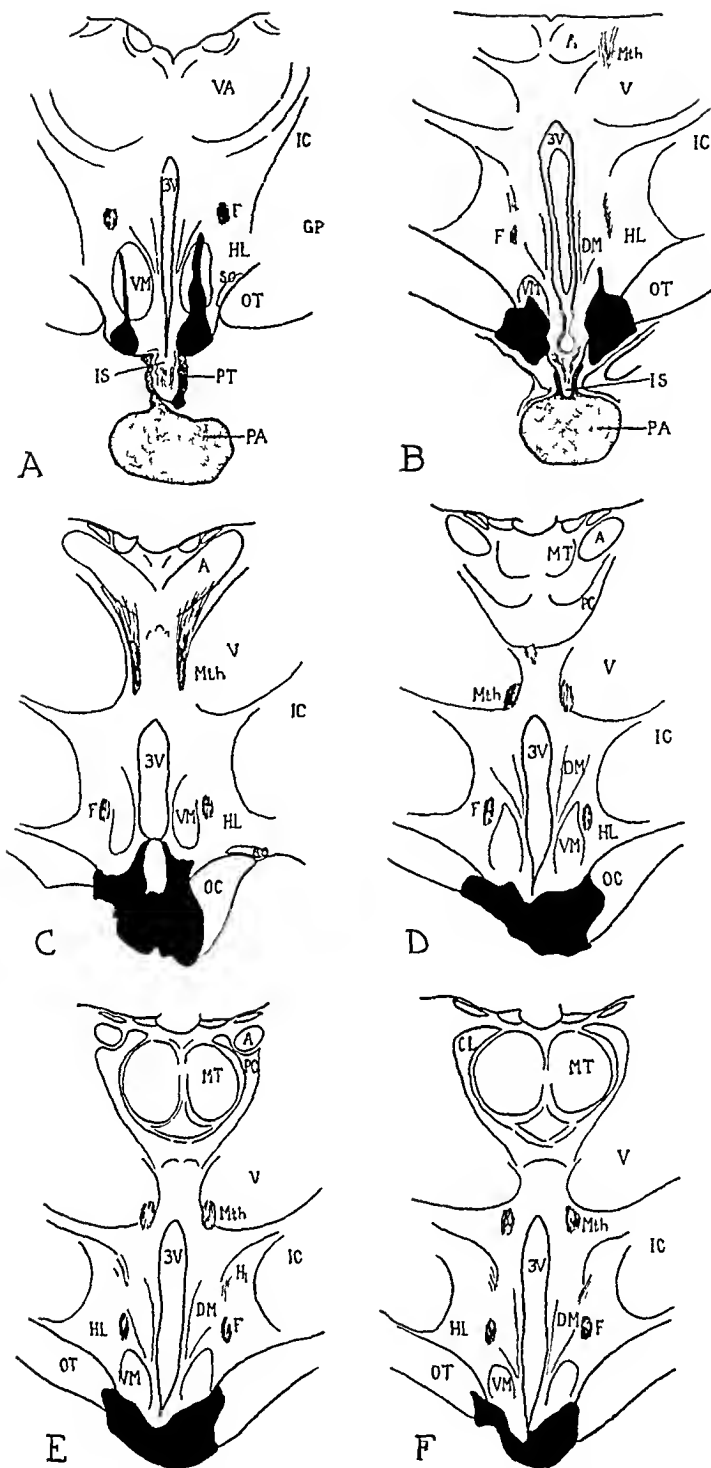 VA
IC
3V
F
GP
HL
VM
SO
OT
IS
PT
PA
A
Mth
V
3V
IC
F
DM
HL
VM
OT
IS
PA
B
A
V
Mth
IC
3V
F
VM
HL
OC
C
MT
A
PC
V
Mth
IC
3V
DM
F
HL
VM
OC
D
A
MT
PC
V
Mth
3V
IC
H1
HL
DM
F
OT
VM
E
CL
MT
V
Mth
IC
3V
HL
DM
F
OT
VM
F